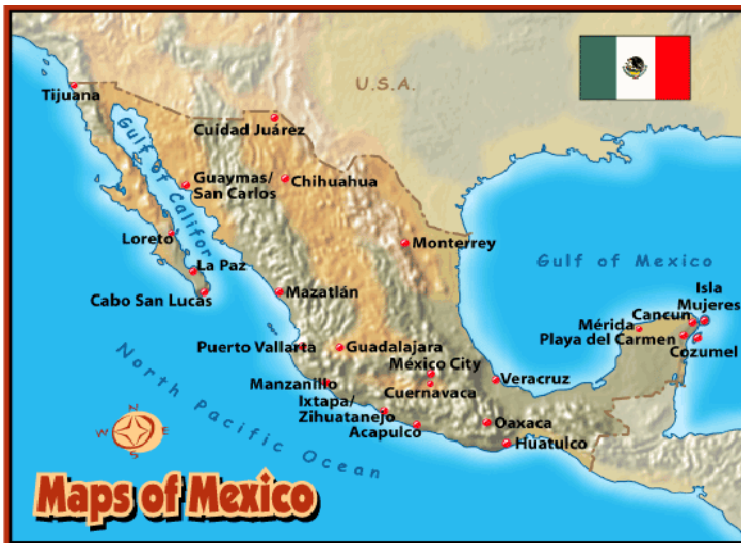 U.S.A.
Tijuana
Cuidad Juárez
Gulf of Califor
Guaymas/
San Carlos
Chihuahua
Loreto
Monterrey
Gulf of Mexico
La Paz
Cabo San Lucas
Mazatlán
Isla
Mujeres
Cancun
Mérida
Playa del Carmen
Cozumel
Puerto Vallarta
Guadalajara
México City
Manzanillo
Cuernavaca
Veracruz
Ixtapa/
Zihuatanejo
Acapulco
Oaxaca
Huatulco
North Pacific Ocean
N
W
E
S
Maps of Mexico